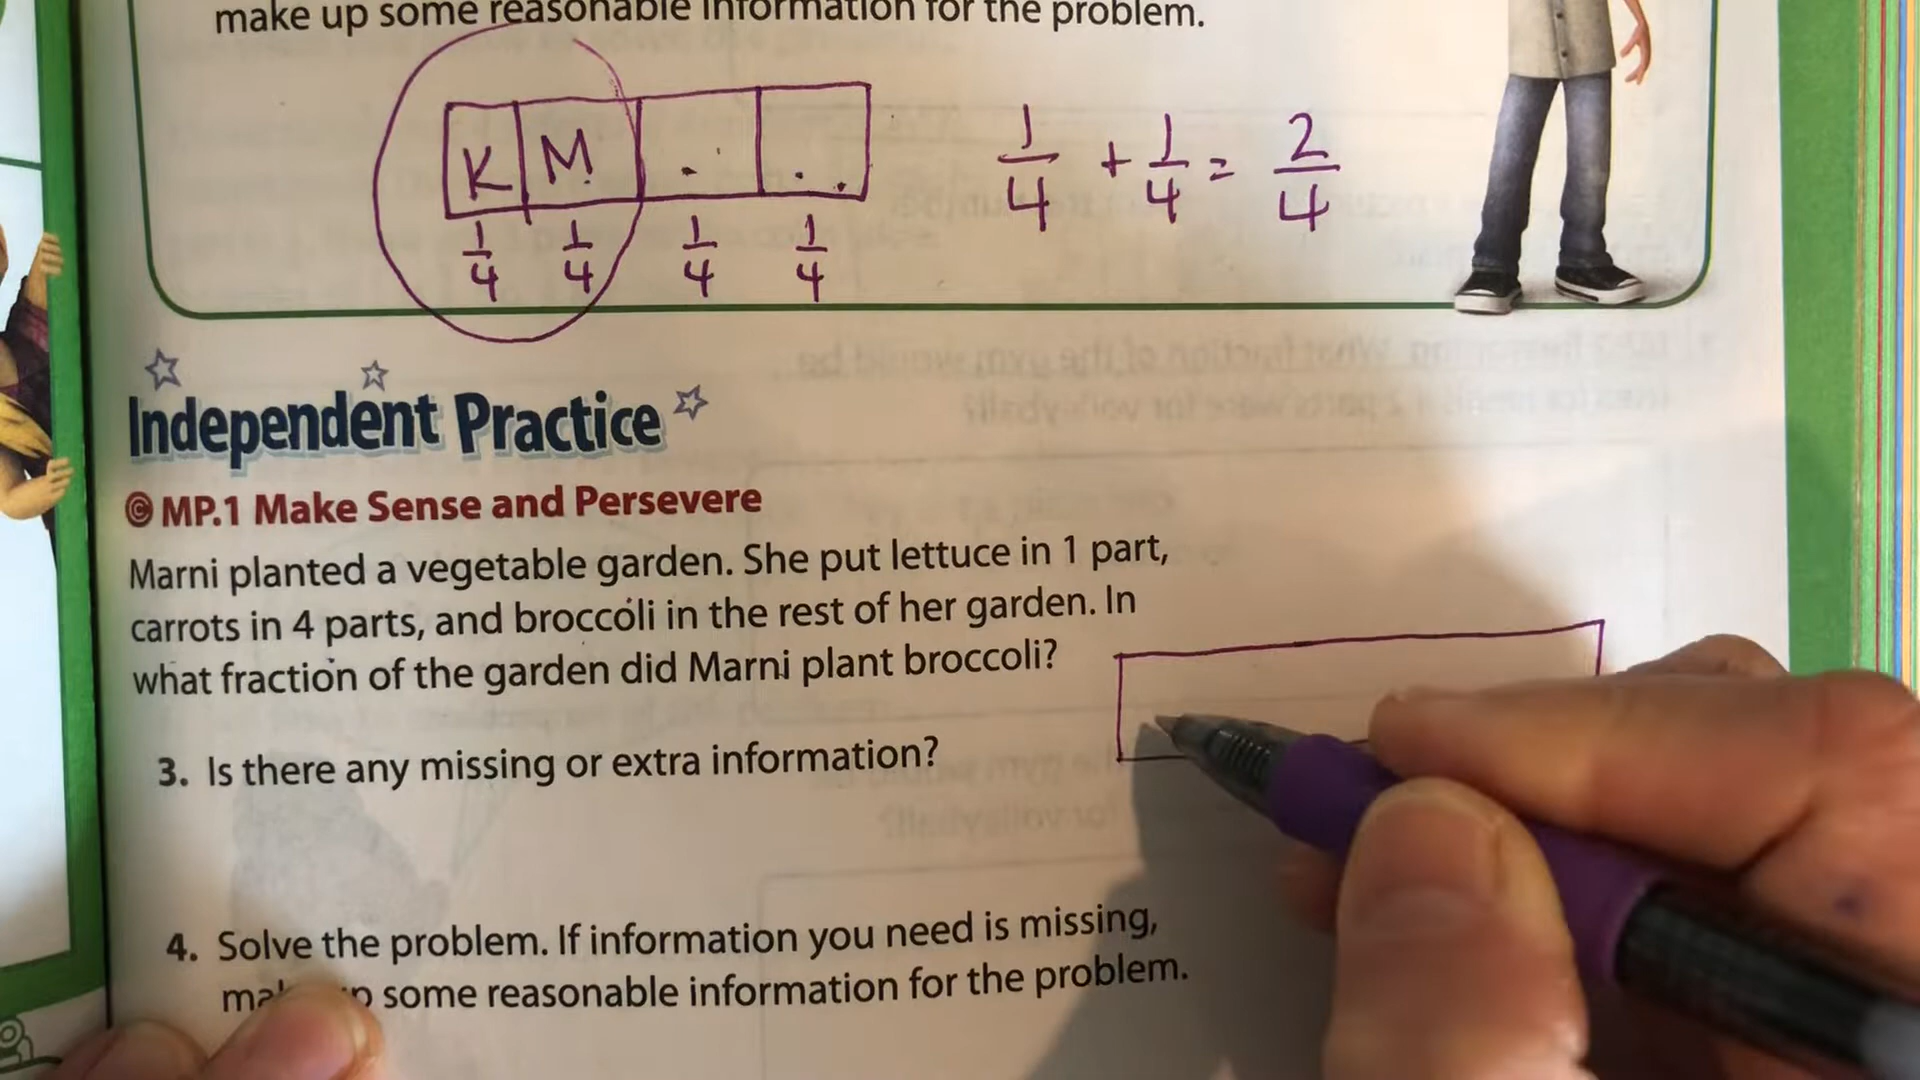 make up some reasonable information for the problem.
K M
1/4 1/4 1/4 1/4
1/4 + 1/4 = 2/4
Independent Practice
MP.1 Make Sense and Persevere
Marni planted a vegetable garden. She put lettuce in 1 part,
carrots in 4 parts, and broccoli in the rest of her garden. In
what fraction of the garden did Marni plant broccoli?
3. Is there any missing or extra information?
4. Solve the problem. If information you need is missing,
some reasonable information for the problem.